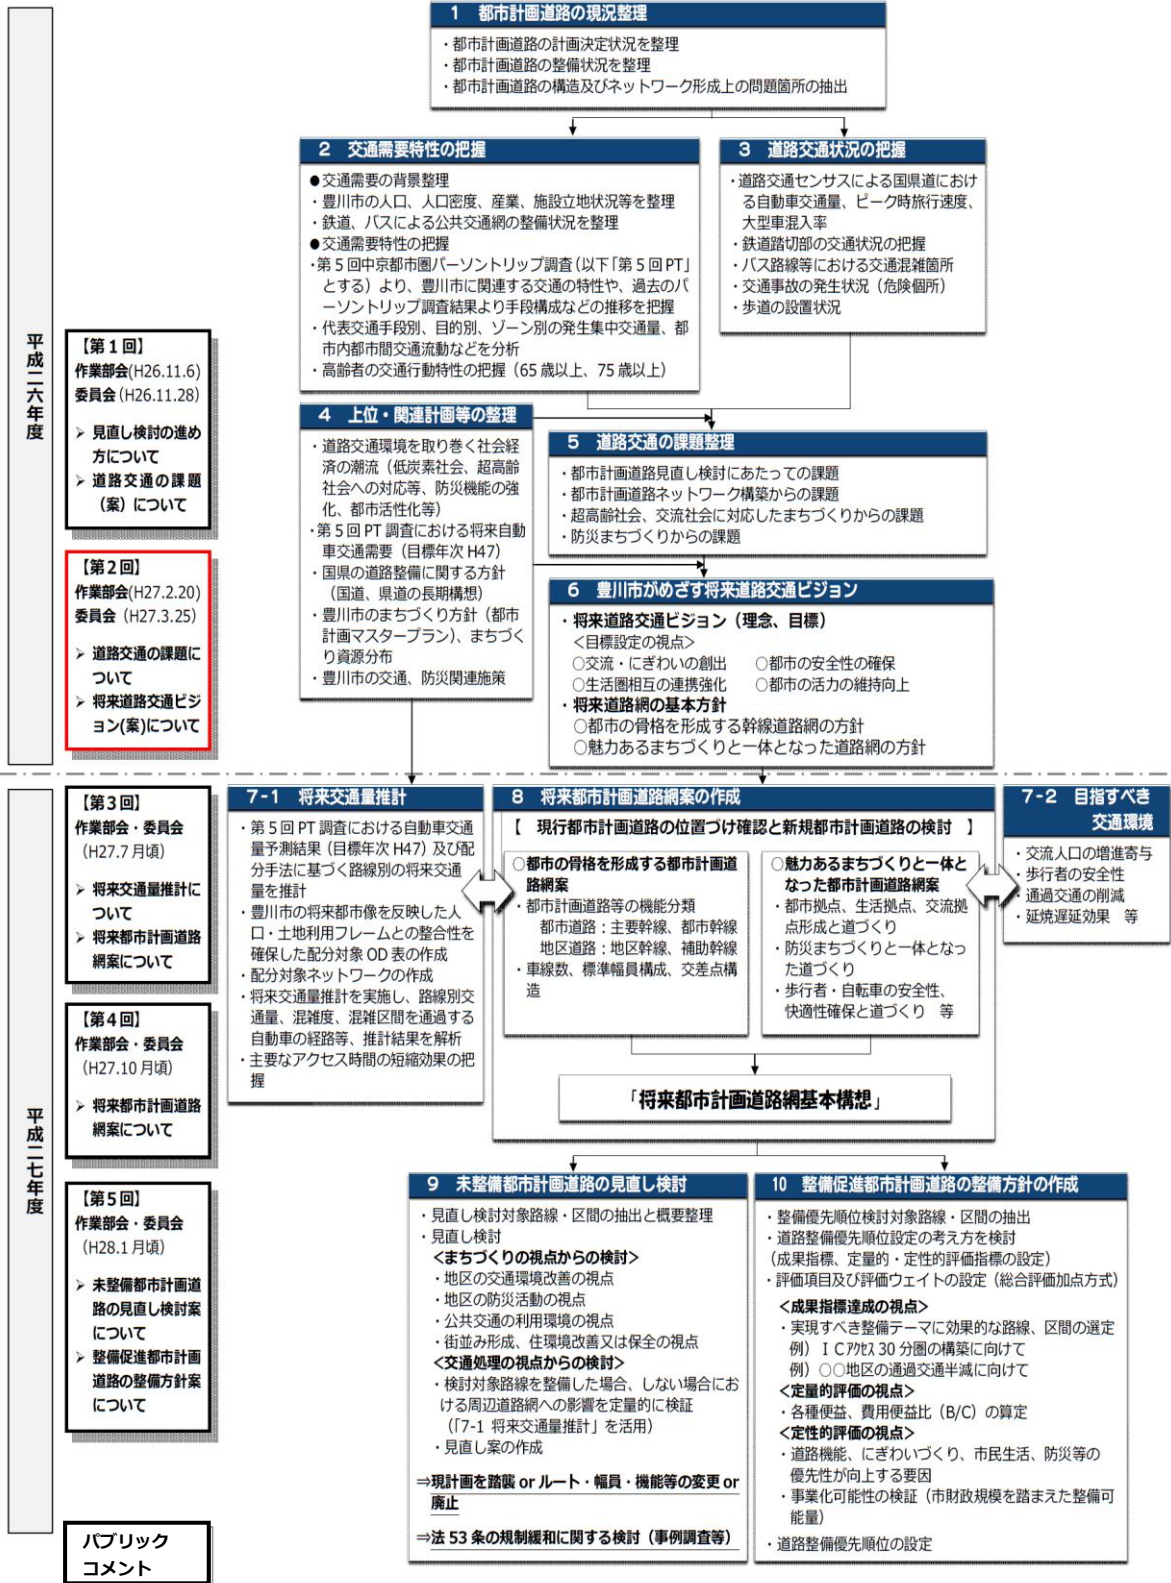 平成二六年度
1 都市計画道路の現況整理
・都市計画道路の計画決定状況を整理
・都市計画道路の整備状況を整理
・都市計画道路の構造及びネットワーク形成上の問題箇所の抽出
2 交通需要特性の把握
●交通需要の背景整理
・豊川市の人口、人口密度、産業、施設立地状況等を整理
・鉄道、バスによる公共交通網の整備状況を整理
●交通需要特性の把握
・第5回中京都市圏パーソントリップ調査（以下「第5回PT」
とする）より、豊川市に関連する交通の特性や、過去のパ
ーソントリップ調査結果より手段構成などの推移を把握
・代表交通手段別、目的別、ゾーン別の発生集中交通量、都
市内都市間交通流動などを分析
・高齢者の交通行動特性の把握（65歳以上、75歳以上）
3 道路交通状況の把握
・道路交通センサスによる国県道におけ
る自動車交通量、ピーク時旅行速度、
大型車混入率
・鉄道踏切部の交通状況の把握
・バス路線等における交通混雑箇所
・交通事故の発生状況（危険個所）
・歩道の設置状況
【第1回】
作業部会(H26.11.6)
委員会(H26.11.28)
➢ 見直し検討の進め
方について
➢ 道路交通の課題
（案）について
4 上位・関連計画等の整理
・道路交通環境を取り巻く社会経
済の潮流（低炭素社会、超高齢
社会への対応等、防災機能の強
化、都市活性化等）
・第5回PT調査における将来自動
車交通需要（目標年次H47）
・国県の道路整備に関する方針
（国道、県道の長期構想）
・豊川市のまちづくり方針（都市
計画マスタープラン）、まちづく
り資源分布
・豊川市の交通、防災関連施策
5 道路交通の課題整理
・都市計画道路見直し検討にあたっての課題
・都市計画道路ネットワーク構築からの課題
・超高齢社会、交流社会に対応したまちづくりからの課題
・防災まちづくりからの課題
【第2回】
作業部会(H27.2.20)
委員会（H27.3.25）
➢ 道路交通の課題に
ついて
➢ 将来道路交通ビジ
ョン(案)について
6 豊川市がめざす将来道路交通ビジョン
・将来道路交通ビジョン（理念、目標）
＜目標設定の視点＞
○交流・にぎわいの創出 ○都市の安全性の確保
○生活圏相互の連携強化 ○都市の活力の維持向上
・将来道路網の基本方針
○都市の骨格を形成する幹線道路網の方針
○魅力あるまちづくりと一体となった道路網の方針
平成二七年度
【第3回】
作業部会・委員会
（H27.7月頃）
➢ 将来交通量推計に
ついて
➢ 将来都市計画道路
網案について
7-1 将来交通量推計
・第5回PT調査における自動車交通
量予測結果（目標年次H47）及び配
分手法に基づく路線別の将来交通
量を推計
・豊川市の将来都市像を反映した人
口・土地利用フレームとの整合性を
確保した配分対象OD表の作成
・配分対象ネットワークの作成
・将来交通量推計を実施し、路線別交
通量、混雑度、混雑区間を通過する
自動車の経路等、推計結果を解析
・主要なアクセス時間の短縮効果の把
握
8 将来都市計画道路網案の作成
【 現行都市計画道路の位置づけ確認と新規都市計画道路の検討 】
○都市の骨格を形成する都市計画道
路網案
・都市計画道路等の機能分類
都市道路：主要幹線、都市幹線
地区道路：地区幹線、補助幹線
・車線数、標準幅員構成、交差点構
造
○魅力あるまちづくりと一体と
なった都市計画道路網案
・都市拠点、生活拠点、交流拠
点形成と道づくり
・防災まちづくりと一体となっ
た道づくり
・歩行者・自転車の安全性、
快適性確保と道づくり 等
「将来都市計画道路網基本構想」
7-2 目指すべき
交通環境
・交流人口の増進寄与
・歩行者の安全性
・通過交通の削減
・延焼遅延効果 等
【第4回】
作業部会・委員会
（H27.10月頃）
➢ 将来都市計画道路
網案について
【第5回】
作業部会・委員会
（H28.1月頃）
➢ 未整備都市計画道
路の見直し検討案
について
➢ 整備促進都市計画
道路の整備方針案
について
9 未整備都市計画道路の見直し検討
・見直し検討対象路線・区間の抽出と概要整理
・見直し検討
＜まちづくりの視点からの検討＞
・地区の交通環境改善の視点
・地区の防災活動の視点
・公共交通の利用環境の視点
・街並み形成、住環境改善又は保全の視点
＜交通処理の視点からの検討＞
・検討対象路線を整備した場合、しない場合にお
ける周辺道路網への影響を定量的に検証
（「7-1 将来交通量推計」を活用）
・見直し案の作成
⇒現計画を踏襲 or ルート・幅員・機能等の変更 or
廃止
⇒法53条の規制緩和に関する検討（事例調査等）
10 整備促進都市計画道路の整備方針の作成
・整備優先順位検討対象路線・区間の抽出
・道路整備優先順位設定の考え方を検討
（成果指標、定量的・定性的評価指標の設定）
・評価項目及び評価ウェイトの設定（総合評価加点方式）
＜成果指標達成の視点＞
・実現すべき整備テーマに効果的な路線、区間の選定
例）ＩＣｱｸｾｽ30分圏の構築に向けて
例）○○地区の通過交通半減に向けて
＜定量的評価の視点＞
・各種便益、費用便益比（B/C）の算定
＜定性的評価の視点＞
・道路機能、にぎわいづくり、市民生活、防災等の
優先性が向上する要因
・事業化可能性の検証（市財政規模を踏まえた整備可
能量）
・道路整備優先順位の設定
パブリック
コメント